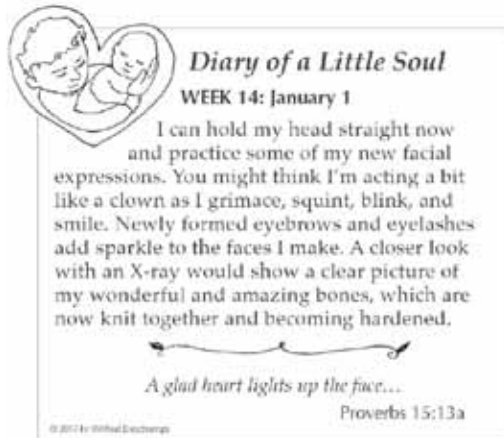 Diary of a Little Soul
WEEK 14: January 1
I can hold my head straight now
and practice some of my new facial
expressions. You might think I'm acting a bit
like a clown as I grimace, squint, blink, and
smile. Newly formed eyebrows and eyelashes
add sparkle to the faces I make. A closer look
with an X-ray would show a clear picture of
my wonderful and amazing bones, which are
now knit together and becoming hardened.
A glad heart lights up the face...
Proverbs 15:13a